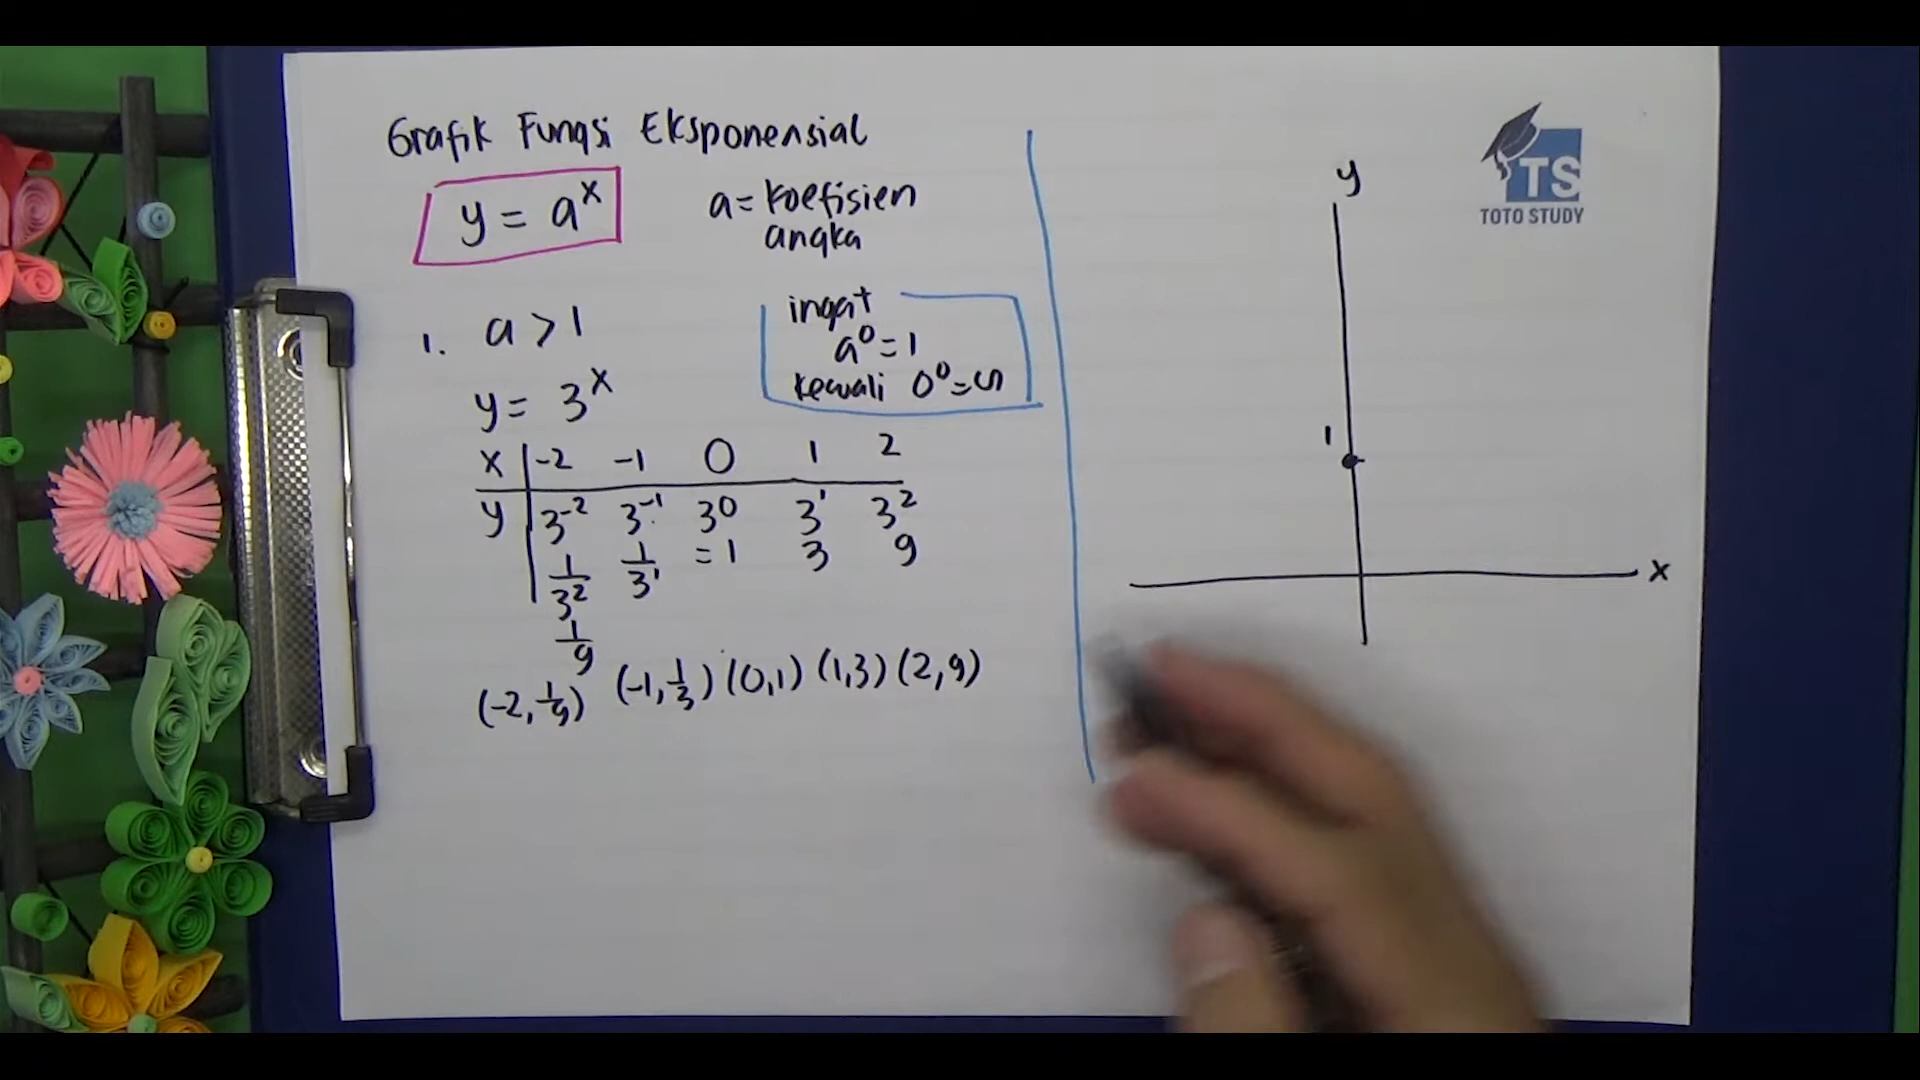 Grafik Fungsi Eksponensial
y = a^x
a = koefisien
angka
ingat
a^0 = 1
kecuali 0^0 = ∽
1. a > 1
y = 3^x
x | -2 -1 0 1 2
y | 3^-2 3^-1 3^0 3^1 3^2
1/3^2 1/3^1 = 1 3 9
1/9
(-2, 1/9) (-1, 1/3) (0,1) (1,3) (2,9)
y
1
x
TS
TOTO STUDY